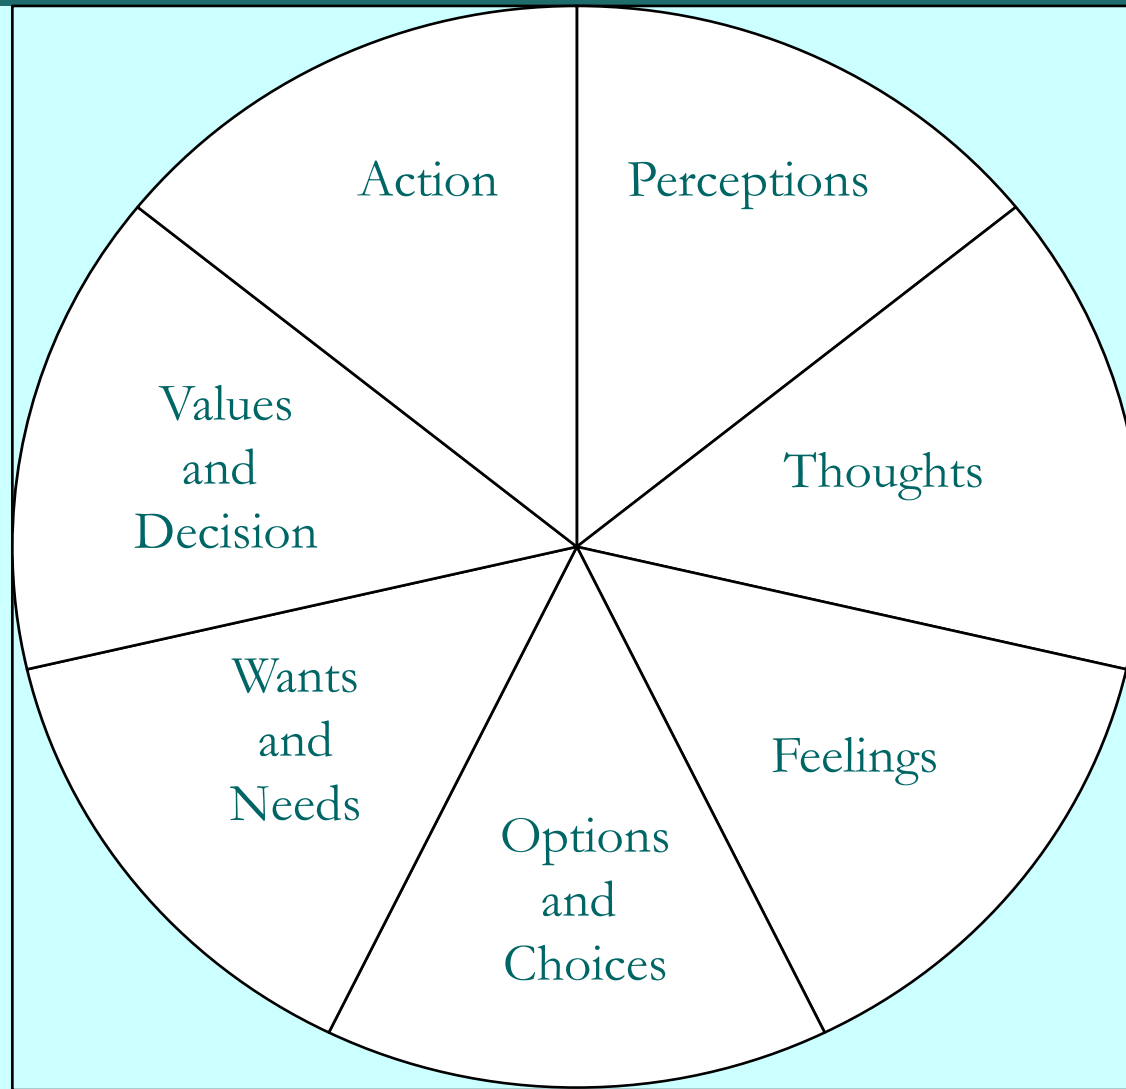 Action
Perceptions
Thoughts
Feelings
Options
and
Choices
Wants
and
Needs
Values
and
Decision